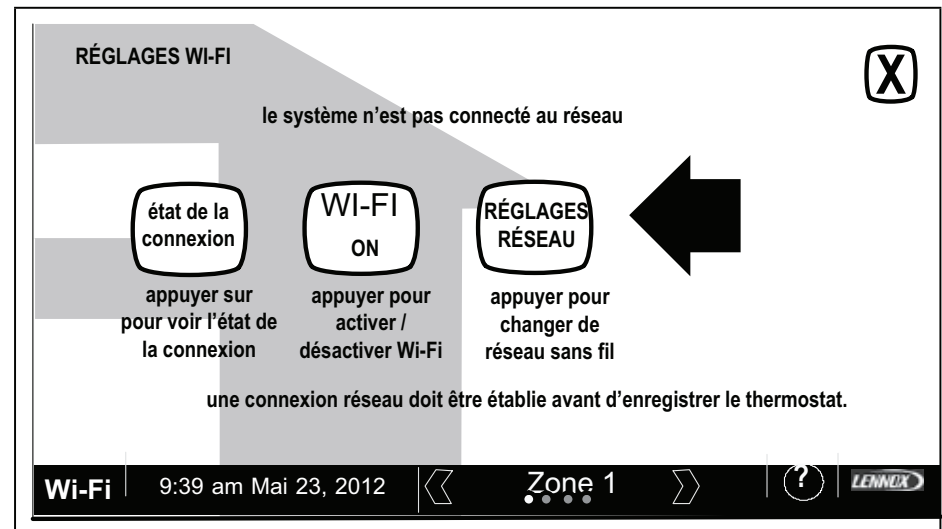 RÉGLAGES WI-FI
X
le système n'est pas connecté au réseau
état de la
connexion
WI-FI
ON
RÉGLAGES
RÉSEAU
appuyer sur
pour voir l'état de
la connexion
appuyer pour
activer /
désactiver Wi-Fi
appuyer pour
changer de
réseau sans fil
une connexion réseau doit être établie avant d'enregistrer le thermostat.
Wi-Fi
9:39 am Mai 23, 2012
Zone 1
?
LENNOX